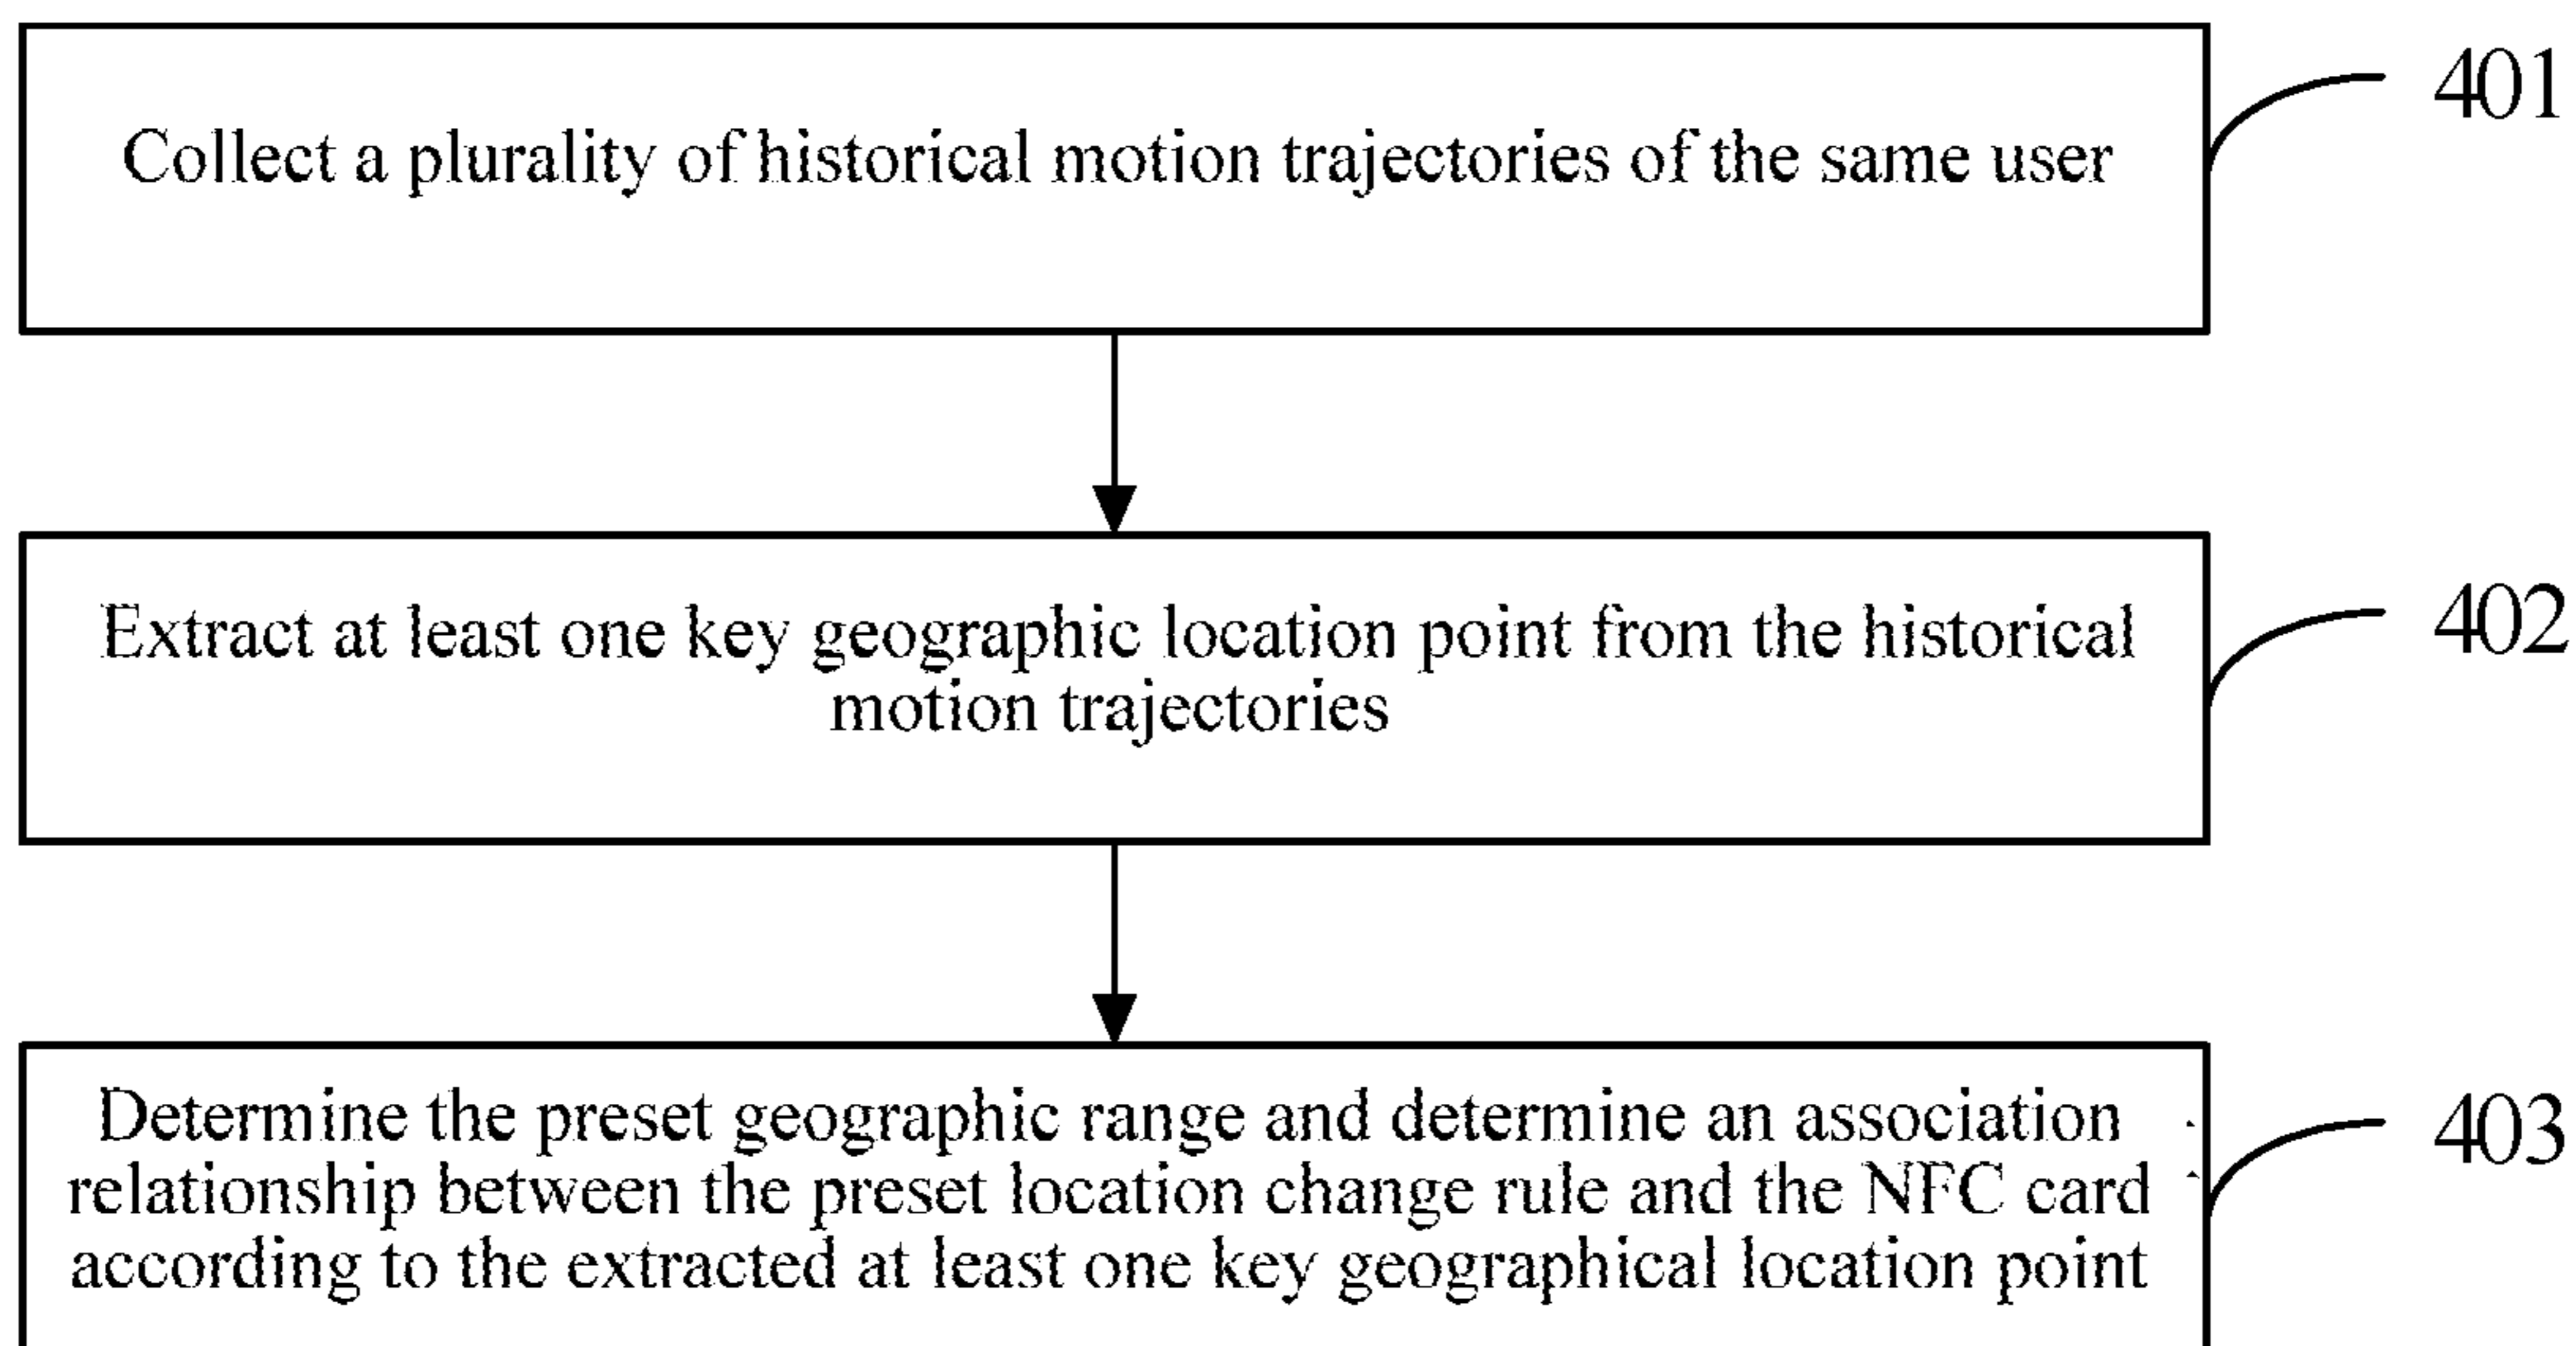 Collect a plurality of historical motion trajectories of the same user
401
Extract at least one key geographic location point from the historical
motion trajectories
402
Determine the preset geographic range and determine an association
relationship between the preset location change rule and the NFC card
according to the extracted at least one key geographical location point
403